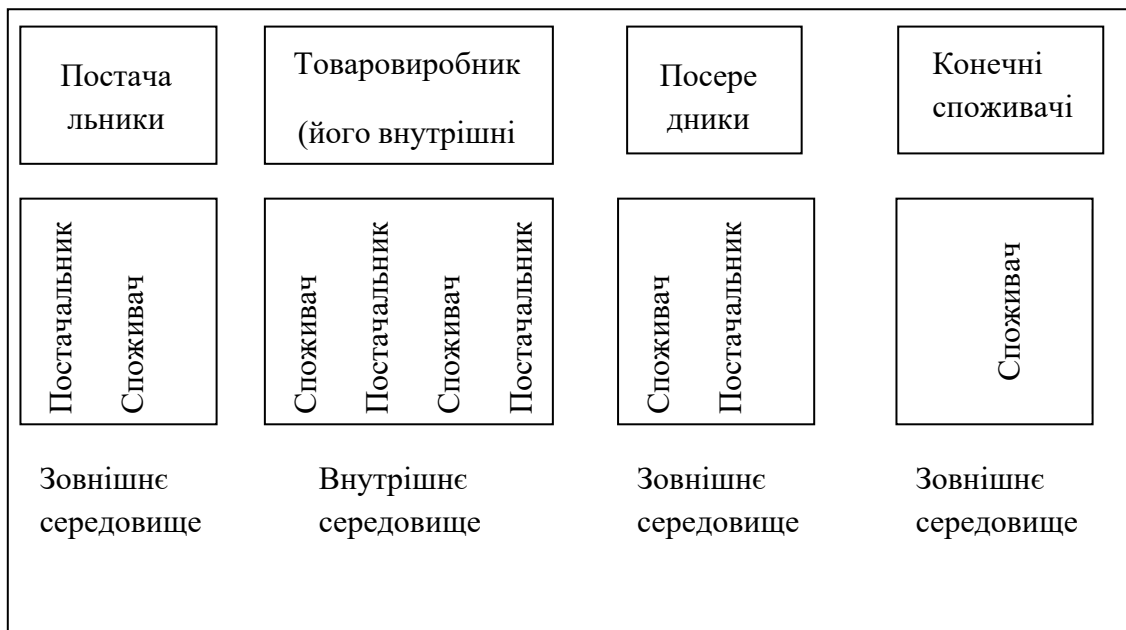 Постача
льники
Товаровиробник
(його внутрішні
Посере
дники
Конечні
споживачі
Постачальник
Споживач
Споживач
Постачальник
Споживач
Постачальник
Споживач
Постачальник
Споживач
Зовнішнє
середовище
Внутрішнє
середовище
Зовнішнє
середовище
Зовнішнє
середовище